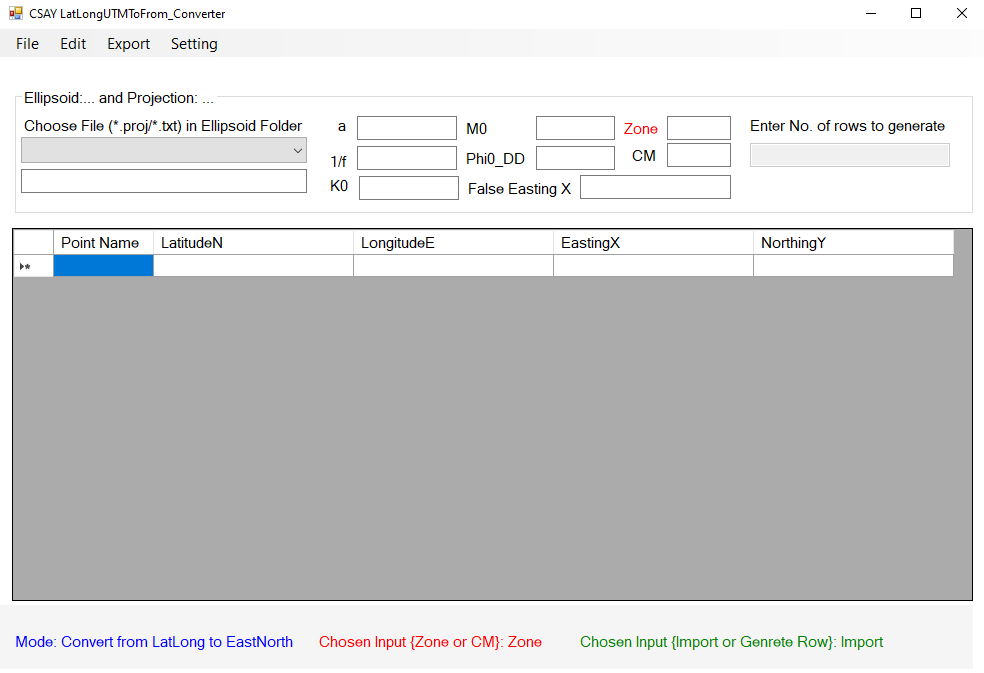 CSAY LatLongUTMToFrom_Converter
File Edit Export Setting
Ellipsoid:... and Projection: ...
Choose File (*.proj/*.txt) in Ellipsoid Folder
a
M0
Zone
Enter No. of rows to generate
1/f
Phi0_DD
CM
K0
False Easting X
Point Name LatitudeN LongitudeE EastingX NorthingY
Mode: Convert from LatLong to EastNorth
Chosen Input {Zone or CM}: Zone
Chosen Input {Import or Genrete Row}: Import